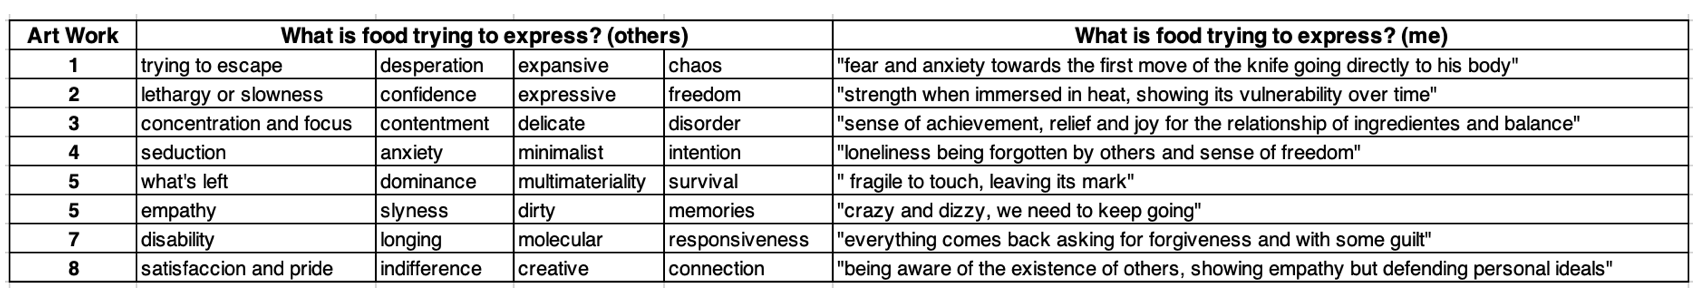 Art Work What is food trying to express? (others) What is food trying to express? (me)
1 trying to escape desperation expansive chaos "fear and anxiety towards the first move of the knife going directly to his body"
2 lethargy or slowness confidence expressive freedom "strength when immersed in heat, showing its vulnerability over time"
3 concentration and focus contentment delicate disorder "sense of achievement, relief and joy for the relationship of ingredientes and balance"
4 seduction anxiety minimalist intention "loneliness being forgotten by others and sense of freedom"
5 what's left dominance multimateriality survival " fragile to touch, leaving its mark"
5 empathy slyness dirty memories "crazy and dizzy, we need to keep going"
7 disability longing molecular responsiveness "everything comes back asking for forgiveness and with some guilt"
8 satisfaccion and pride indifference creative connection "being aware of the existence of others, showing empathy but defending personal ideals"